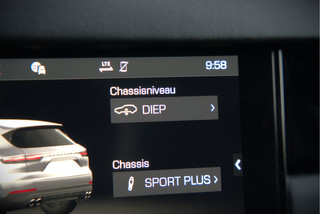 LTE
9:58
Chassisniveau
DIEP
Chassis
SPORT PLUS